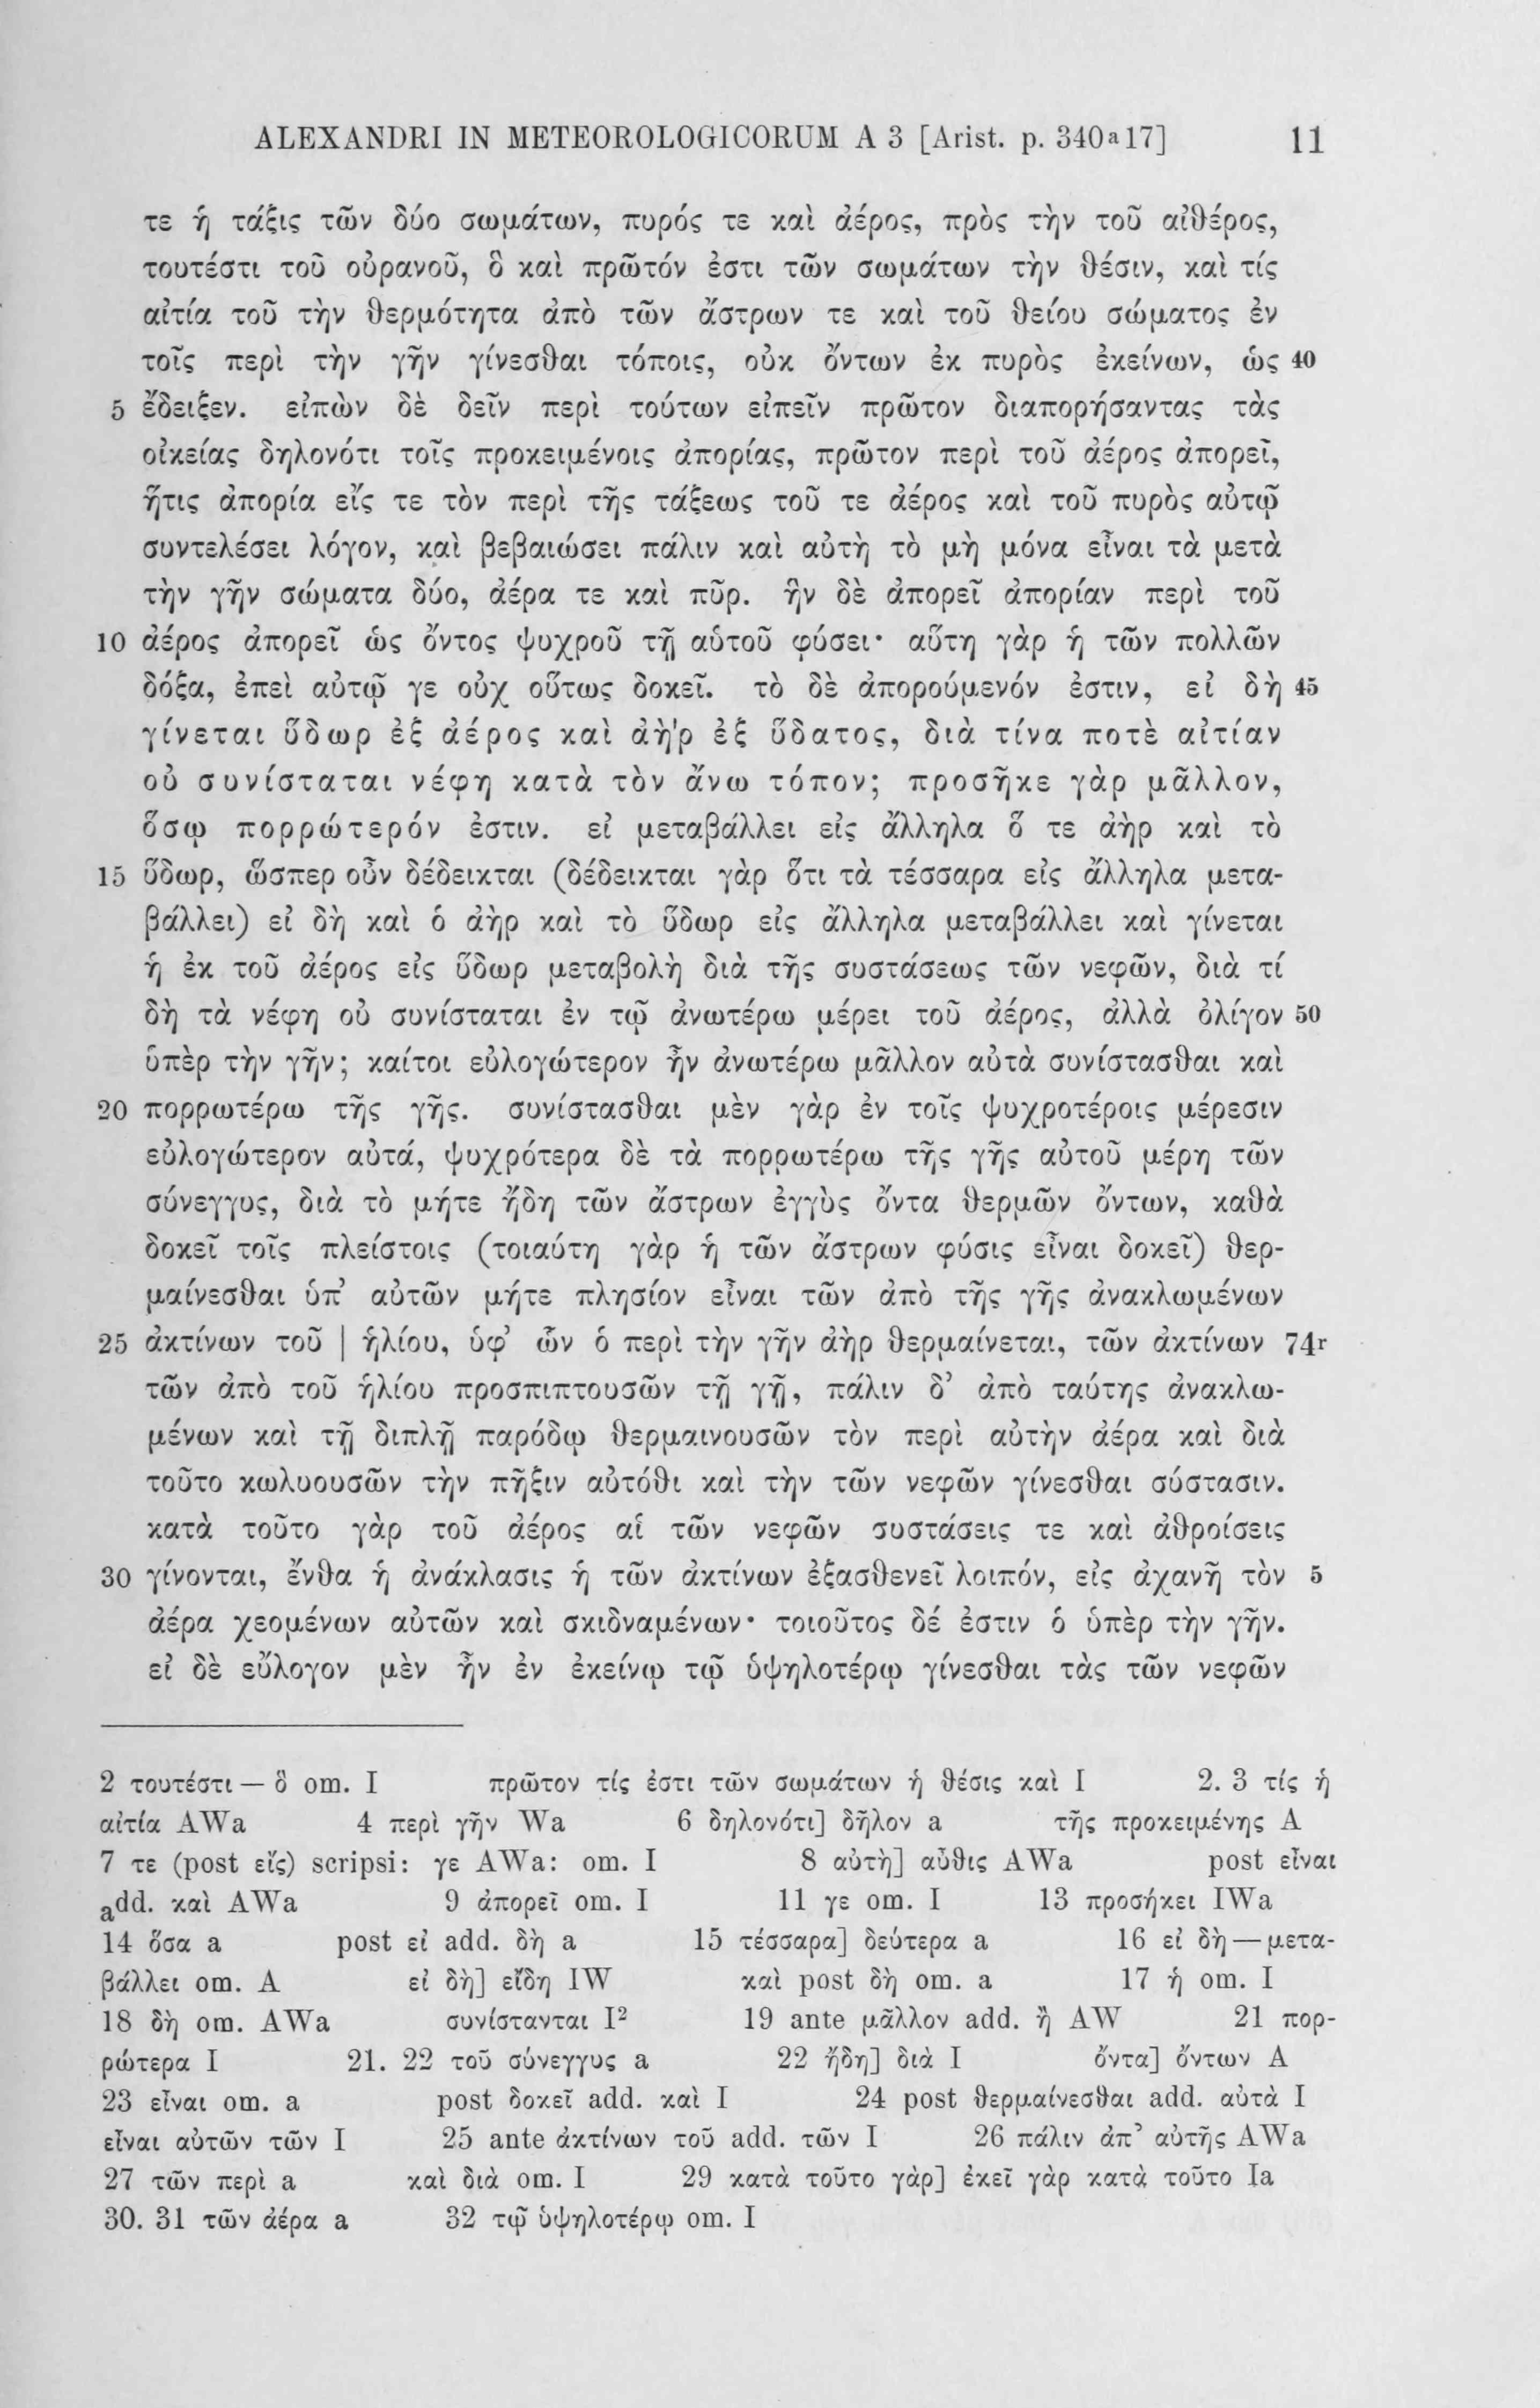 ALEXANDRI IN METEOROLOGICORUM A 3 [Arist. p. 340a17] 11
τε ἡ τάξις τῶν δύο σωμάτων, πυρός τε καὶ ἀέρος, πρὸς τὴν τοῦ αἰθέρος,
τουτέστι τοῦ οὐρανοῦ, ὃ καὶ πρῶτόν ἐστι τῶν σωμάτων τὴν θέσιν, καὶ τίς
αἰτία τοῦ τὴν θερμότητα ἀπὸ τῶν ἄστρων τε καὶ τοῦ θείου σώματος ἐν
τοῖς περὶ τὴν γῆν γίνεσθαι τόποις, οὐκ ὄντων ἐκ πυρὸς ἐκείνων, ὡς 40
5 ἔδειξεν. εἰπὼν δὲ δεῖν περὶ τούτων εἰπεῖν πρῶτον διαπορήσαντας τὰς
οἰκείας δηλονότι τοῖς προκειμένοις ἀπορίας, πρῶτον περὶ τοῦ ἀέρος ἀπορεῖ,
ἥτις ἀπορία εἴς τε τὸν περὶ τῆς τάξεως τοῦ τε ἀέρος καὶ τοῦ πυρὸς αὐτῷ
συντελέσει λόγον, καὶ βεβαιώσει πάλιν καὶ αὐτὴ τὸ μὴ μόνα εἶναι τὰ μετὰ
τὴν γῆν σώματα δύο, ἀέρα τε καὶ πῦρ. ἣν δὲ ἀπορεῖ ἀπορίαν περὶ τοῦ
10 ἀέρος ἀπορεῖ ὡς ὄντος ψυχροῦ τῇ αὑτοῦ φύσει· αὕτη γὰρ ἡ τῶν πολλῶν
δόξα, ἐπεὶ αὐτῷ γε οὐχ οὕτως δοκεῖ. τὸ δὲ ἀπορούμενόν ἐστιν, εἰ δὴ 45
γίνεται ὕδωρ ἐξ ἀέρος καὶ ἀὴ'ρ ἐξ ὕδατος, διὰ τίνα ποτὲ αἰτίαν
οὐ συνίσταται νέφη κατὰ τὸν ἄνω τόπον; προσῆκε γὰρ μᾶλλον,
ὅσῳ πορρώτερόν ἐστιν. εἰ μεταβάλλει εἰς ἄλληλα ὅ τε ἀὴρ καὶ τὸ
15 ὕδωρ, ὥσπερ οὖν δέδεικται (δέδεικται γὰρ ὅτι τὰ τέσσαρα εἰς ἄλληλα μετα-
βάλλει) εἰ δὴ καὶ ὁ ἀὴρ καὶ τὸ ὕδωρ εἰς ἄλληλα μεταβάλλει καὶ γίνεται
ἡ ἐκ τοῦ ἀέρος εἰς ὕδωρ μεταβολὴ διὰ τῆς συστάσεως τῶν νεφῶν, διὰ τί
δὴ τὰ νέφη οὐ συνίσταται ἐν τῷ ἀνωτέρω μέρει τοῦ ἀέρος, ἀλλὰ ὀλίγον 50
ὑπὲρ τὴν γῆν; καίτοι εὐλογώτερον ἦν ἀνωτέρω μᾶλλον αὐτὰ συνίστασθαι καὶ
20 πορρωτέρω τῆς γῆς. συνίστασθαι μὲν γὰρ ἐν τοῖς ψυχροτέροις μέρεσιν
εὐλογώτερον αὐτά, ψυχρότερα δὲ τὰ πορρωτέρω τῆς γῆς αὐτοῦ μέρη τῶν
σύνεγγυς, διὰ τὸ μήτε ἤδη τῶν ἄστρων ἐγγὺς ὄντα θερμῶν ὄντων, καθὰ
δοκεῖ τοῖς πλείστοις (τοιαύτη γὰρ ἡ τῶν ἄστρων φύσις εἶναι δοκεῖ) θερ-
μαίνεσθαι ὑπ' αὐτῶν μήτε πλησίον εἶναι τῶν ἀπὸ τῆς γῆς ἀνακλωμένων
25 ἀκτίνων τοῦ | ἡλίου, ὑφ' ὧν ὁ περὶ τὴν γῆν ἀὴρ θερμαίνεται, τῶν ἀκτίνων 74r
τῶν ἀπὸ τοῦ ἡλίου προσπιπτουσῶν τῇ γῇ, πάλιν δ' ἀπὸ ταύτης ἀνακλω-
μένων καὶ τῇ διπλῇ παρόδῳ θερμαινουσῶν τὸν περὶ αὐτὴν ἀέρα καὶ διὰ
τοῦτο κωλυουσῶν τὴν πῆξιν αὐτόθι καὶ τὴν τῶν νεφῶν γίνεσθαι σύστασιν.
κατὰ τοῦτο γὰρ τοῦ ἀέρος αἱ τῶν νεφῶν συστάσεις τε καὶ ἀθροίσεις
30 γίνονται, ἔνθα ἡ ἀνάκλασις ἡ τῶν ἀκτίνων ἐξασθενεῖ λοιπόν, εἰς ἀχανῆ τὸν 5
ἀέρα χεομένων αὐτῶν καὶ σκιδναμένων· τοιοῦτος δέ ἐστιν ὁ ὑπὲρ τὴν γῆν.
εἰ δὲ εὔλογον μὲν ἦν ἐν ἐκείνῳ τῷ ὑψηλοτέρῳ γίνεσθαι τὰς τῶν νεφῶν
2 τουτέστι — ὃ om. I πρῶτον τίς ἐστι τῶν σωμάτων ἡ θέσις καὶ I 2. 3 τίς ἡ
αἰτία AWa 4 περὶ γῆν Wa 6 δηλονότι] δῆλον a τῆς προκειμένης A
7 τε (post εἴς) scripsi: γε AWa: om. I 8 αὐτὴ] αὖθις AWa post εἶναι
add. καὶ AWa 9 ἀπορεῖ om. I 11 γε om. I 13 προσήκει IWa
14 ὅσα a post εἰ add. δὴ a 15 τέσσαρα] δεύτερα a 16 εἰ δὴ — μετα-
βάλλει om. A εἰ δὴ] εἴδη IW καὶ post δὴ om. a 17 ἡ om. I
18 δὴ om. AWa συνίστανται I² 19 ante μᾶλλον add. ἢ AW 21 πορ-
ρώτερα I 21. 22 τοῦ σύνεγγυς a 22 ἤδη] διὰ I ὄντα] ὄντων A
23 εἶναι om. a post δοκεῖ add. καὶ I 24 post θερμαίνεσθαι add. αὐτὰ I
εἶναι αὐτῶν τῶν I 25 ante ἀκτίνων τοῦ add. τῶν I 26 πάλιν ἀπ' αὐτῆς AWa
27 τῶν περὶ a καὶ διὰ om. I 29 κατὰ τοῦτο γὰρ] ἐκεῖ γὰρ κατὰ τοῦτο Ia
30. 31 τῶν ἀέρα a 32 τῷ ὑψηλοτέρῳ om. I